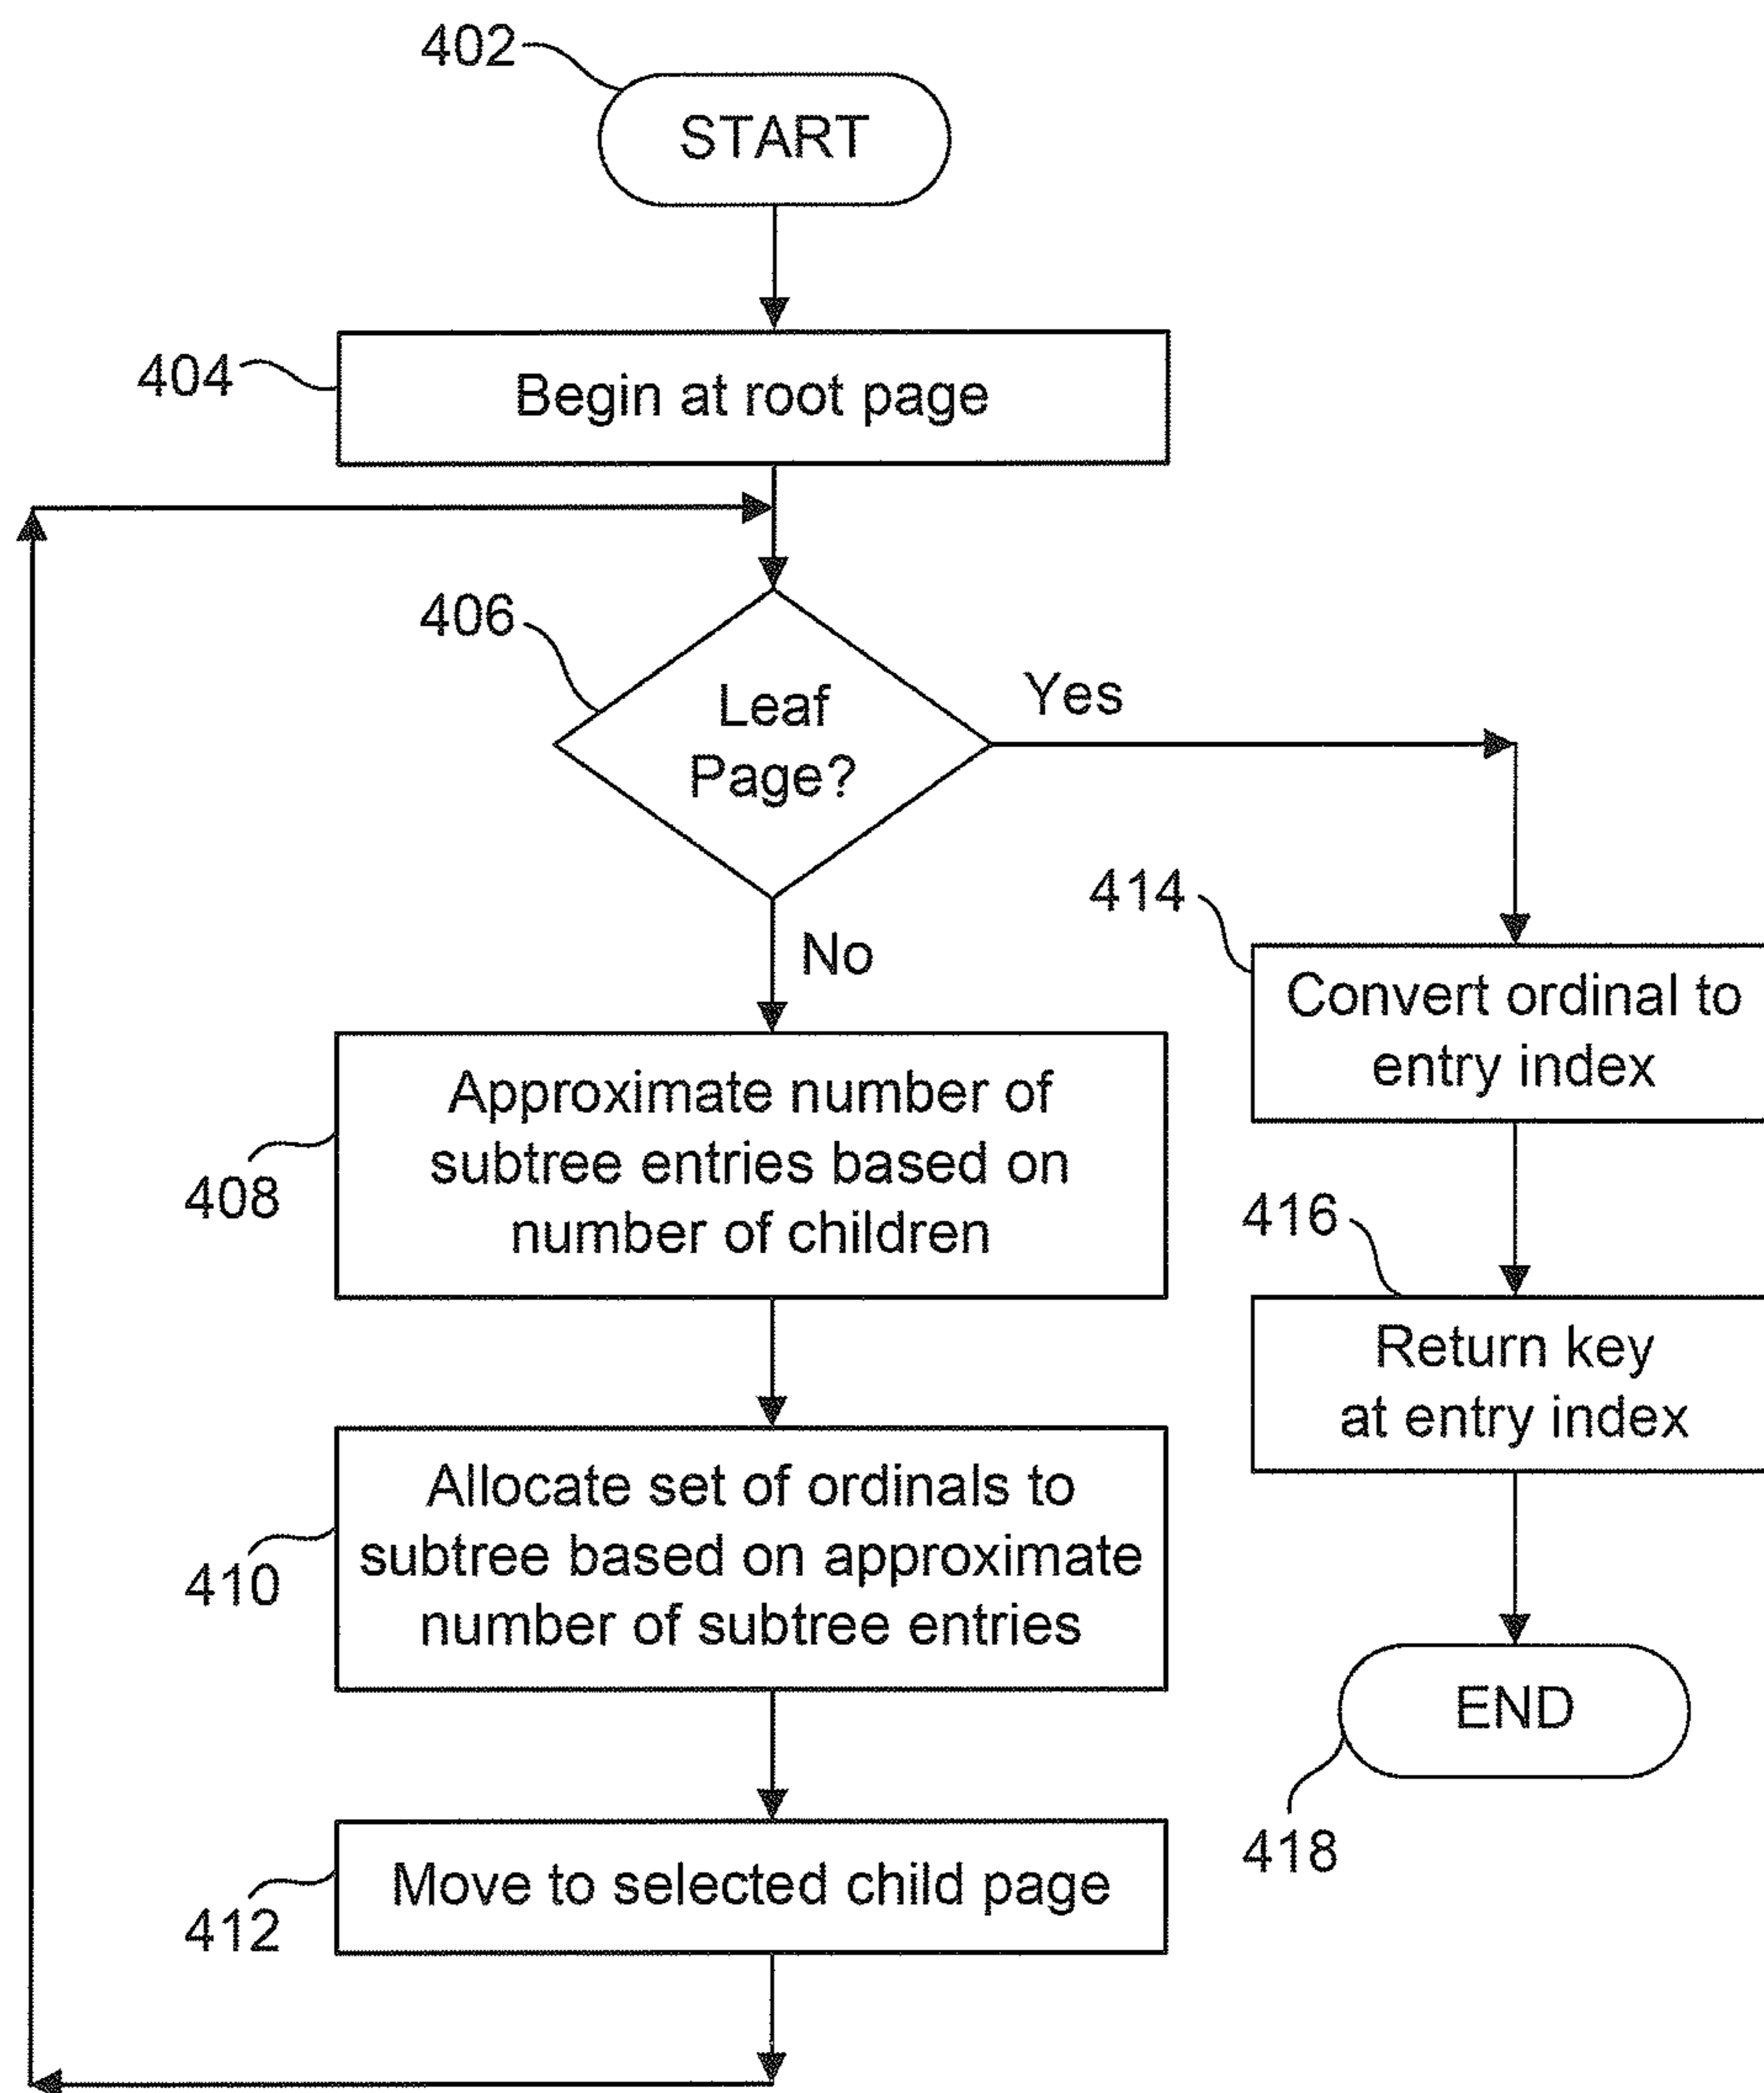 402
START
404
Begin at root page
406
Leaf
Page?
Yes
No
414
Convert ordinal to
entry index
408
Approximate number of
subtree entries based on
number of children
416
Return key
at entry index
410
Allocate set of ordinals to
subtree based on approximate
number of subtree entries
END
418
412
Move to selected child page